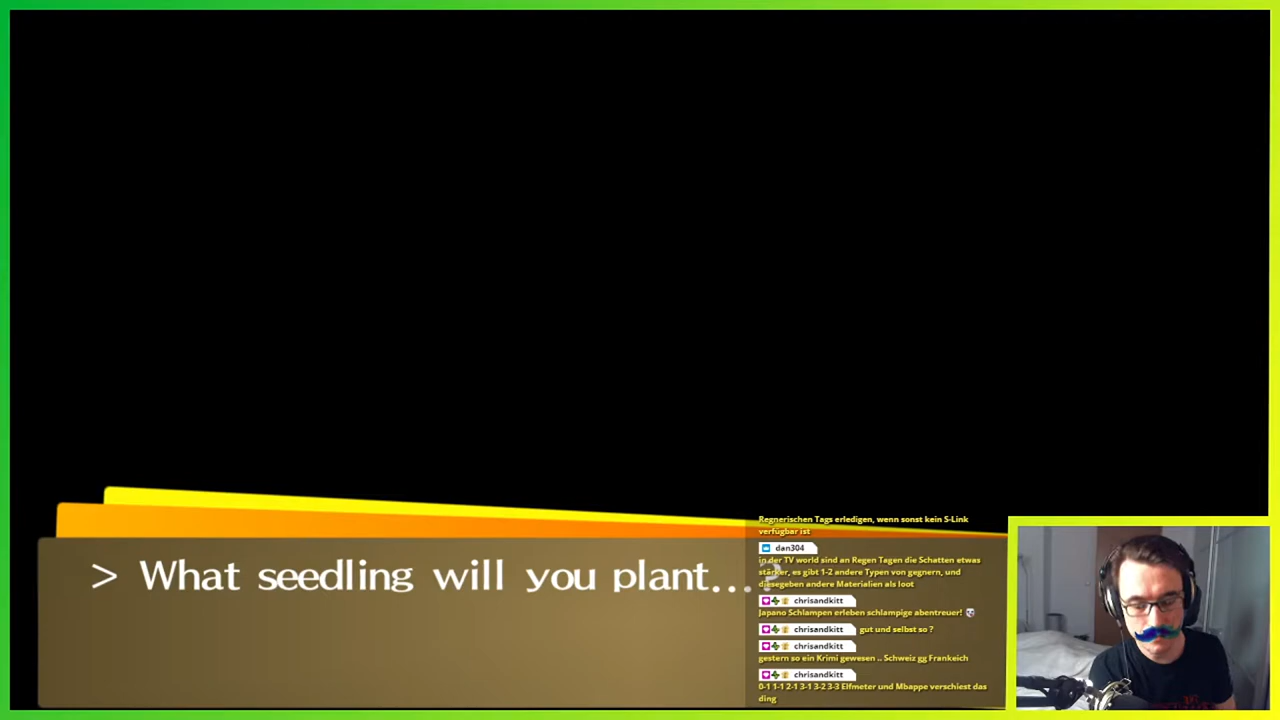 > What seedling will you plant...?
Regnerischen Tags erledigen, wenn sonst kein S-Link
verfügbar ist
dan304
in der TV world sind an Regen Tagen die Schatten etwas
stärker, es gibt 1-2 andere Typen von gegnern, und
diesegeben andere Materialien als loot
chrisandkitt
Japano Schlampen erleben schlampige abenteuer!
chrisandkitt gut und selbst so ?
chrisandkitt
gestern so ein Krimi gewesen .. Schweiz gg Frankeich
chrisandkitt
0-1 1-1 2-1 3-1 3-2 3-3 Elfmeter und Mbappe verschiest das
ding